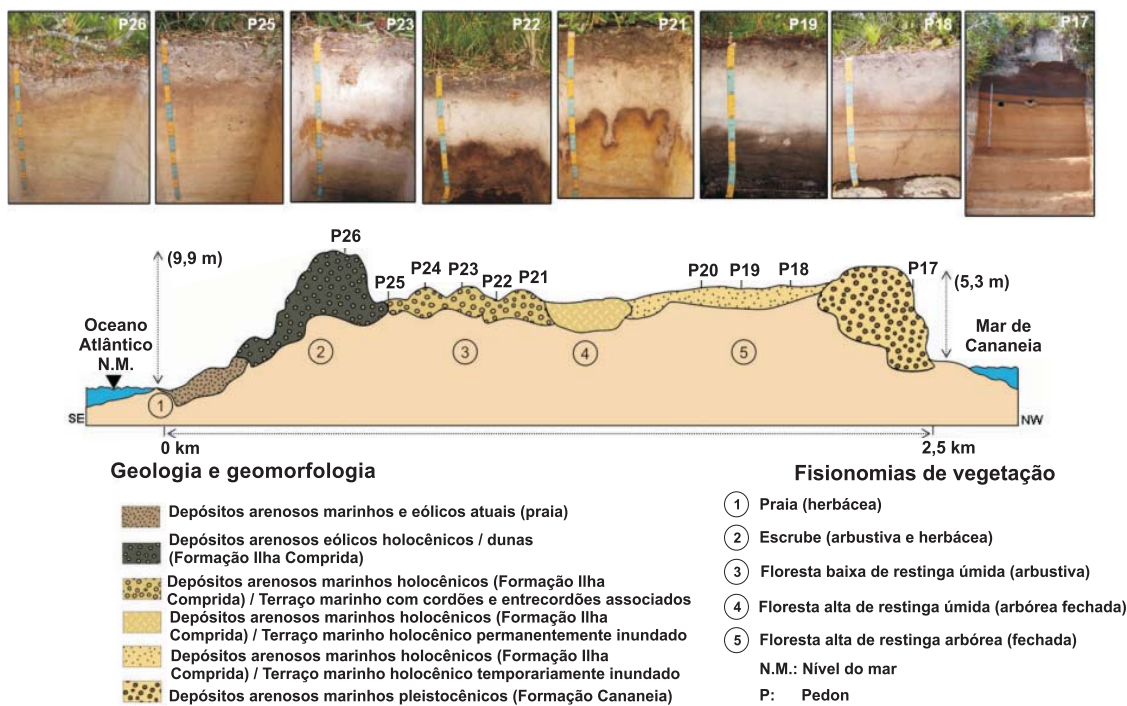 P26
P25
P23
P22
P21
P19
P18
P17
(9,9 m)
P26
P25
P24
P23
P22
P21
P20
P19
P18
P17
(5,3 m)
Oceano
Atlântico
N.M.
Mar de
Cananeia
1
2
3
4
5
SE
NW
0 km
2,5 km
Geologia e geomorfologia
Depósitos arenosos marinhos e eólicos atuais (praia)
Depósitos arenosos eólicos holocênicos / dunas
(Formação Ilha Comprida)
Depósitos arenosos marinhos holocênicos (Formação Ilha
Comprida) / Terraço marinho com cordões e entrecordões associados
Depósitos arenosos marinhos holocênicos (Formação Ilha
Comprida) / Terraço marinho holocênico permanentemente inundado
Depósitos arenosos marinhos holocênicos (Formação Ilha
Comprida) / Terraço marinho holocênico temporariamente inundado
Depósitos arenosos marinhos pleistocênicos (Formação Cananeia)
Fisionomias de vegetação
1 Praia (herbácea)
2 Escrube (arbustiva e herbácea)
3 Floresta baixa de restinga úmida (arbustiva)
4 Floresta alta de restinga úmida (arbórea fechada)
5 Floresta alta de restinga arbórea (fechada)
N.M.: Nível do mar
P: Pedon